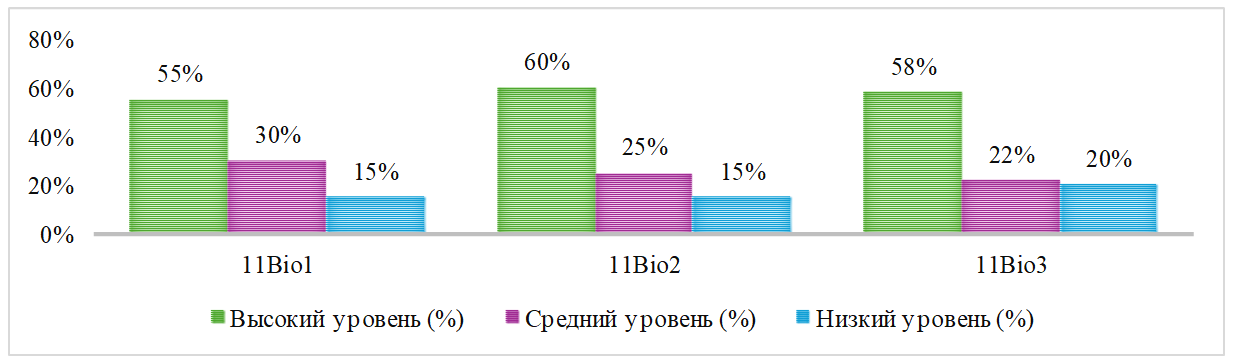 80%
60%
40%
20%
0%
55%
30%
15%
60%
25%
15%
58%
22%
20%
11Bio1
11Bio2
11Bio3
Высокий уровень (%)
Средний уровень (%)
Низкий уровень (%)